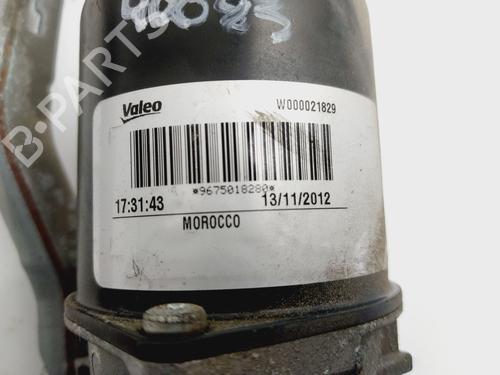 Valeo W000021829
*9675018280*
17:31:43 13/11/2012
MOROCCO
B-PARTS